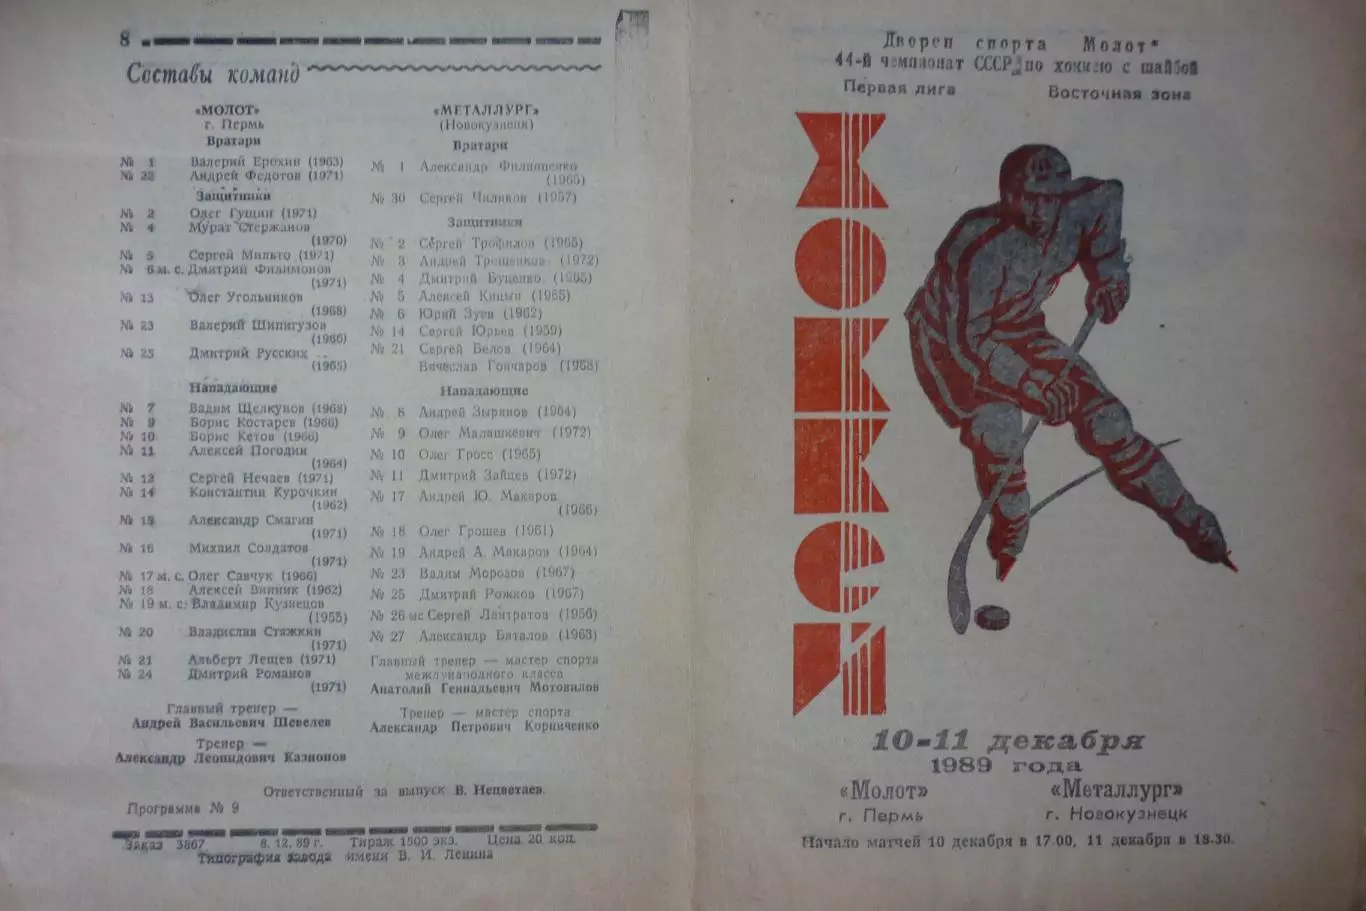 8
Составы команд
«МОЛОТ»
г. Пермь
Вратари
№ 1 Валерий Ерохин (1963)
№ 22 Андрей Федотов (1971)
Защитники
№ 2 Олег Гущин (1971)
№ 4 Мурат Стержанов
(1970)
№ 5 Сергей Мильто (1971)
№ 6 м. с. Дмитрий Филимонов
(1971)
№ 13 Олег Угольников
(1968)
№ 23 Валерий Шипигузов
(1966)
№ 25 Дмитрий Русских
(1965)
Нападающие
№ 7 Вадим Щелкунов (1968)
№ 9 Борис Костарев (1966)
№ 10 Борис Кетов (1966)
№ 11 Алексей Погодин
(1964)
№ 12 Сергей Нечаев (1971)
№ 14 Константин Курочкин
(1962)
№ 15 Александр Смагин
(1971)
№ 16 Михаил Солдатов
(1971)
№ 17 м. с. Олег Савчук (1966)
№ 18 Алексей Винник (1962)
№ 19 м. с. Владимир Кузнецов
(1955)
№ 20 Владислав Стяжкин
(1971)
№ 21 Альберт Лещев (1971)
№ 24 Дмитрий Романов
(1971)
Главный тренер —
Андрей Васильевич Шевелев
Тренер —
Александр Леонидович Казионов
«МЕТАЛЛУРГ»
(Новокузнецк)
Вратари
№ 1 Александр Филиппенко
(1965)
№ 30 Сергей Чиликов (1957)
Защитники
№ 2 Сергей Трофилов (1965)
№ 3 Андрей Трешенков (1972)
№ 4 Дмитрий Буценко (1965)
№ 5 Алексей Кицын (1965)
№ 6 Юрий Зуев (1962)
№ 14 Сергей Юрьев (1959)
№ 21 Сергей Белов (1964)
Вячеслав Гончаров (1968)
Нападающие
№ 8 Андрей Зырянов (1964)
№ 9 Олег Малашкевич (1972)
№ 10 Олег Гросс (1965)
№ 11 Дмитрий Зайцев (1972)
№ 17 Андрей Ю. Макаров
(1966)
№ 18 Олег Грошев (1961)
№ 19 Андрей А. Макаров (1964)
№ 23 Вадим Морозов (1967)
№ 25 Дмитрий Рожков (1967)
№ 26 мс Сергей Лантратов (1956)
№ 27 Александр Баталов (1963)
Главный тренер — мастер спорта
международного класса
Анатолий Геннадьевич Мотовилов
Тренер — мастер спорта
Александр Петрович Корниченко
Ответственный за выпуск В. Нецветаев.
Программа № 9
Заказ 3867 8. 12. 89 г. Тираж 1500 экз. Цена 20 коп.
Типография завода имени В. И. Ленина
Дворец спорта Молот*
44-й чемпионат СССР по хоккею с шайбой
Первая лига Восточная зона
ХОККЕЙ
10-11 декабря
1989 года
«Молот» «Металлург»
г. Пермь г. Новокузнецк
Начало матчей 10 декабря в 17.00, 11 декабря в 18.30.